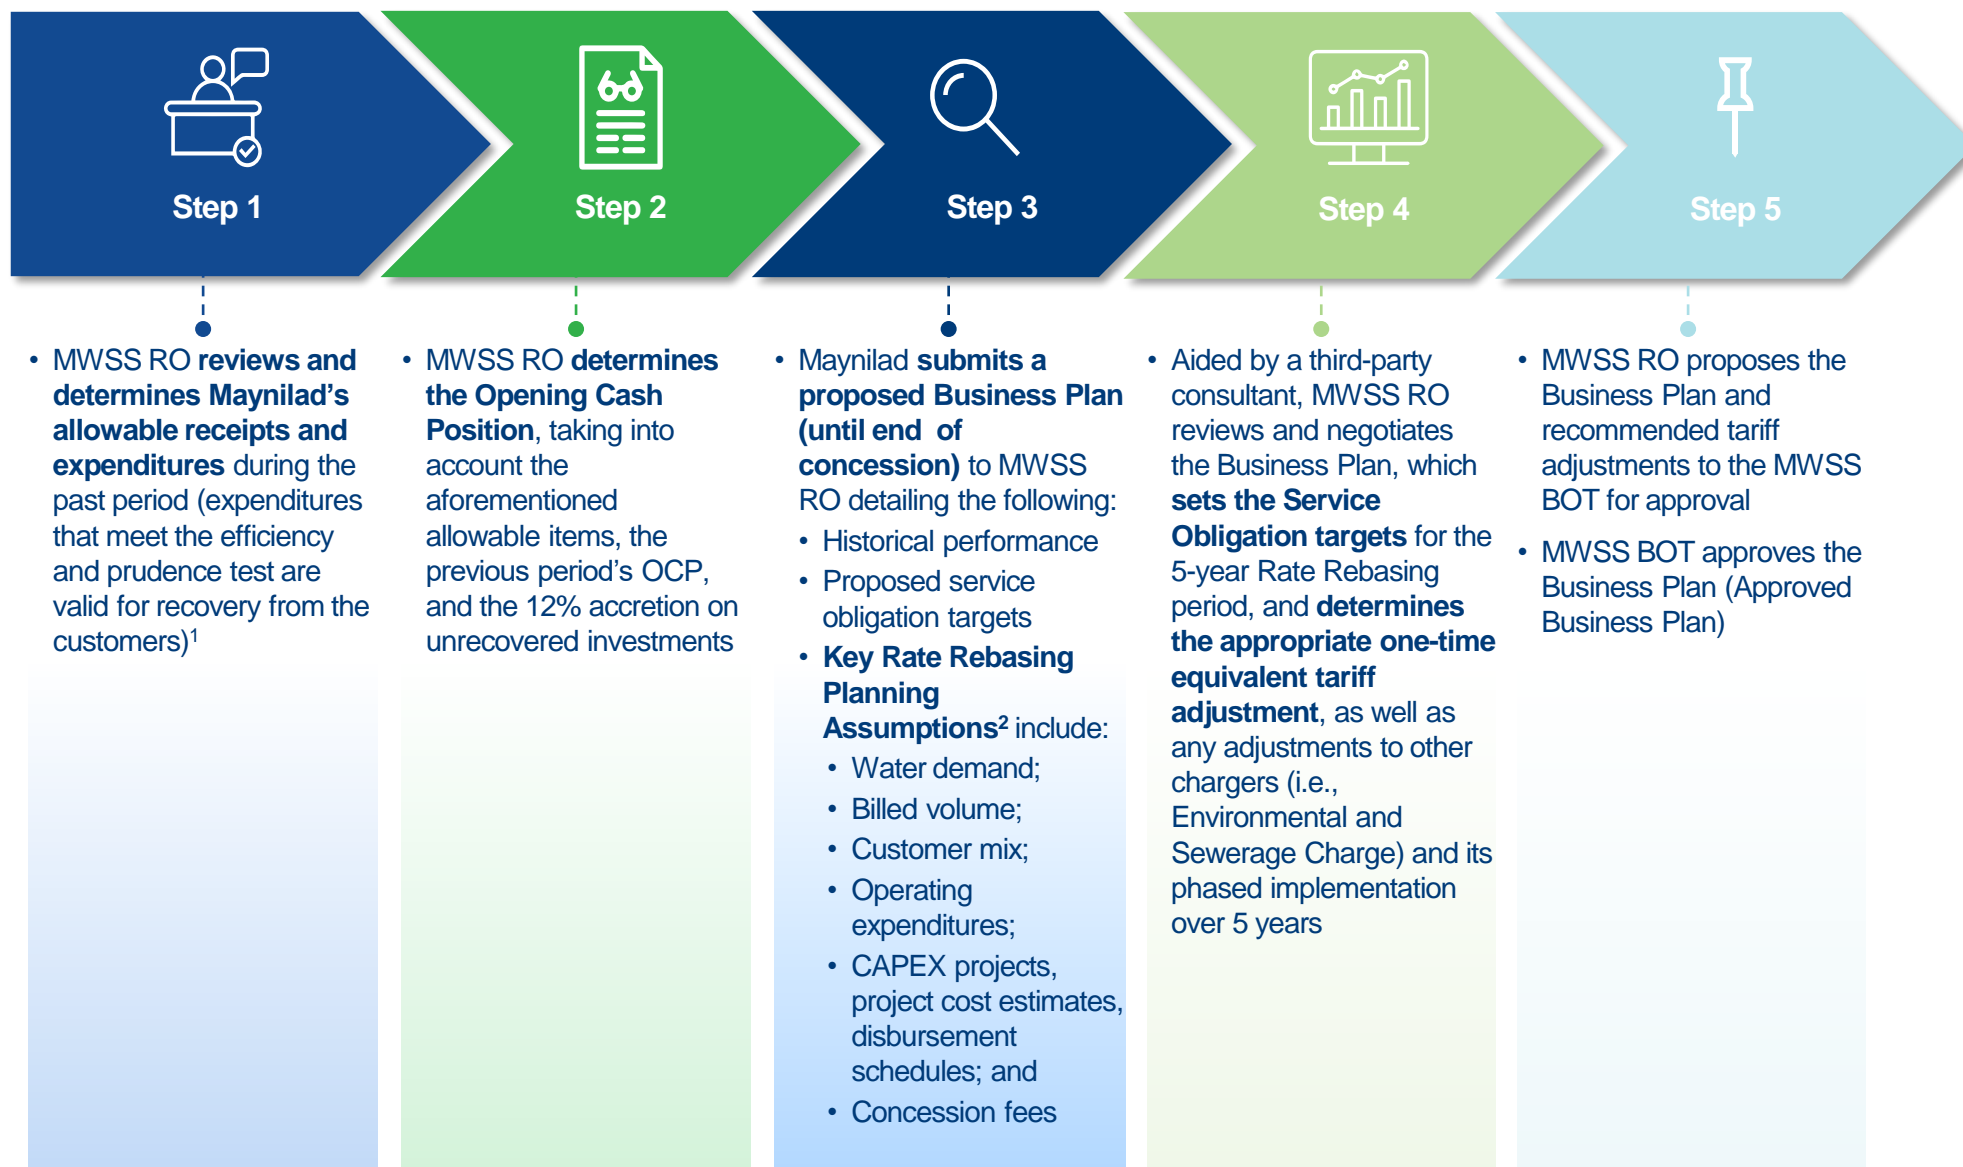 Step 1
Step 2
Step 3
Step 4
Step 5
• MWSS RO reviews and
determines Maynilad's
allowable receipts and
expenditures during the
past period (expenditures
that meet the efficiency
and prudence test are
valid for recovery from the
customers)¹
• MWSS RO determines
the Opening Cash
Position, taking into
account the
aforementioned
allowable items, the
previous period's OCP,
and the 12% accretion on
unrecovered investments
• Maynilad submits a
proposed Business Plan
(until end of
concession) to MWSS
RO detailing the following:
• Historical performance
• Proposed service
obligation targets
• Key Rate Rebasing
Planning
Assumptions² include:
• Water demand;
• Billed volume;
• Customer mix;
• Operating
expenditures;
• CAPEX projects,
project cost estimates,
disbursement
schedules; and
• Concession fees
• Aided by a third-party
consultant, MWSS RO
reviews and negotiates
the Business Plan, which
sets the Service
Obligation targets for the
5-year Rate Rebasing
period, and determines
the appropriate one-time
equivalent tariff
adjustment, as well as
any adjustments to other
chargers (i.e.,
Environmental and
Sewerage Charge) and its
phased implementation
over 5 years
• MWSS RO proposes the
Business Plan and
recommended tariff
adjustments to the MWSS
BOT for approval
• MWSS BOT approves the
Business Plan (Approved
Business Plan)